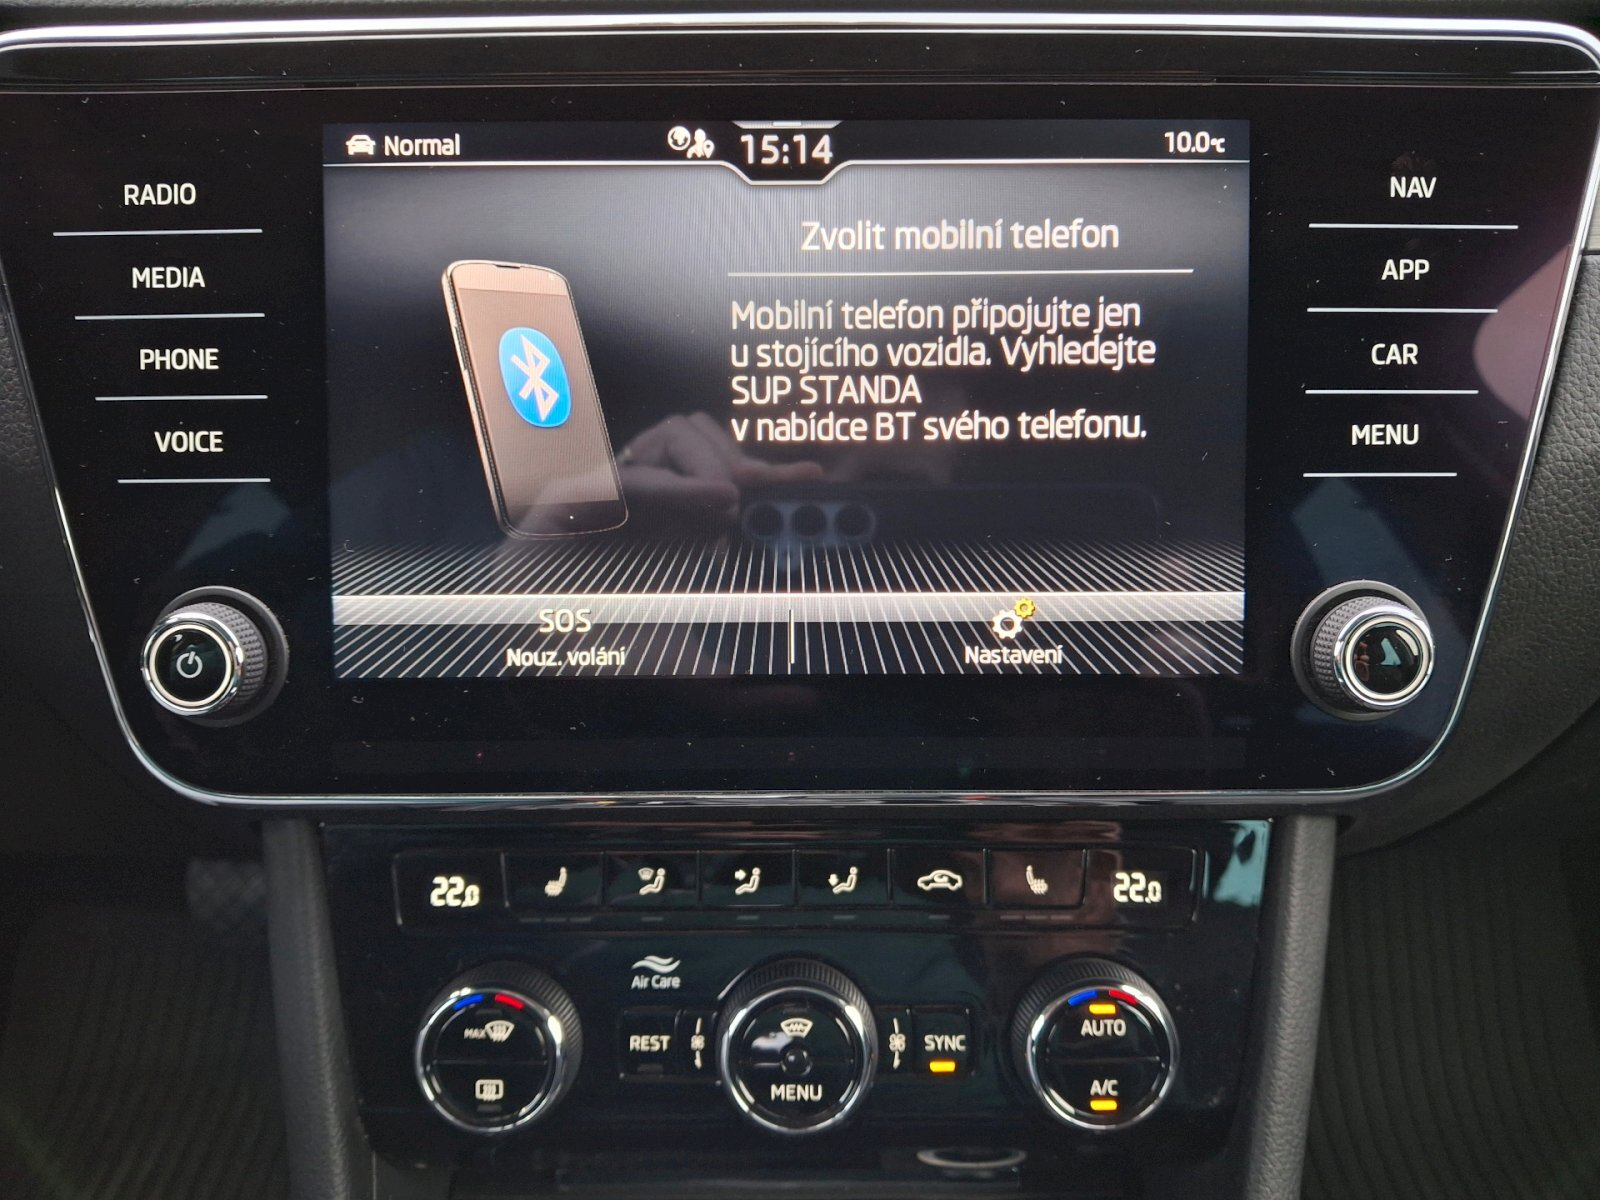 Normal
15:14
10.0°C
RADIO
MEDIA
PHONE
VOICE
NAV
APP
CAR
MENU
Zvolit mobilní telefon
Mobilní telefon připojujte jen
u stojícího vozidla. Vyhledejte
SUP STANDA
v nabídce BT svého telefonu.
SOS
Nouz. volání
Nastavení
22.0
22.0
Air Care
MAX
REST
MENU
SYNC
AUTO
A/C